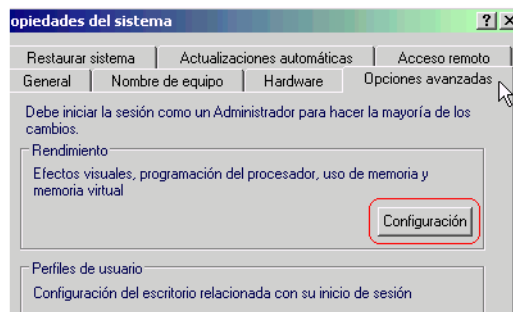 opiedades del sistema
Restaurar sistema Actualizaciones automáticas Acceso remoto
General Nombre de equipo Hardware Opciones avanzadas
Debe iniciar la sesión como un Administrador para hacer la mayoría de los
cambios.
Rendimiento
Efectos visuales, programación del procesador, uso de memoria y
memoria virtual
Configuración
Perfiles de usuario
Configuración del escritorio relacionada con su inicio de sesión